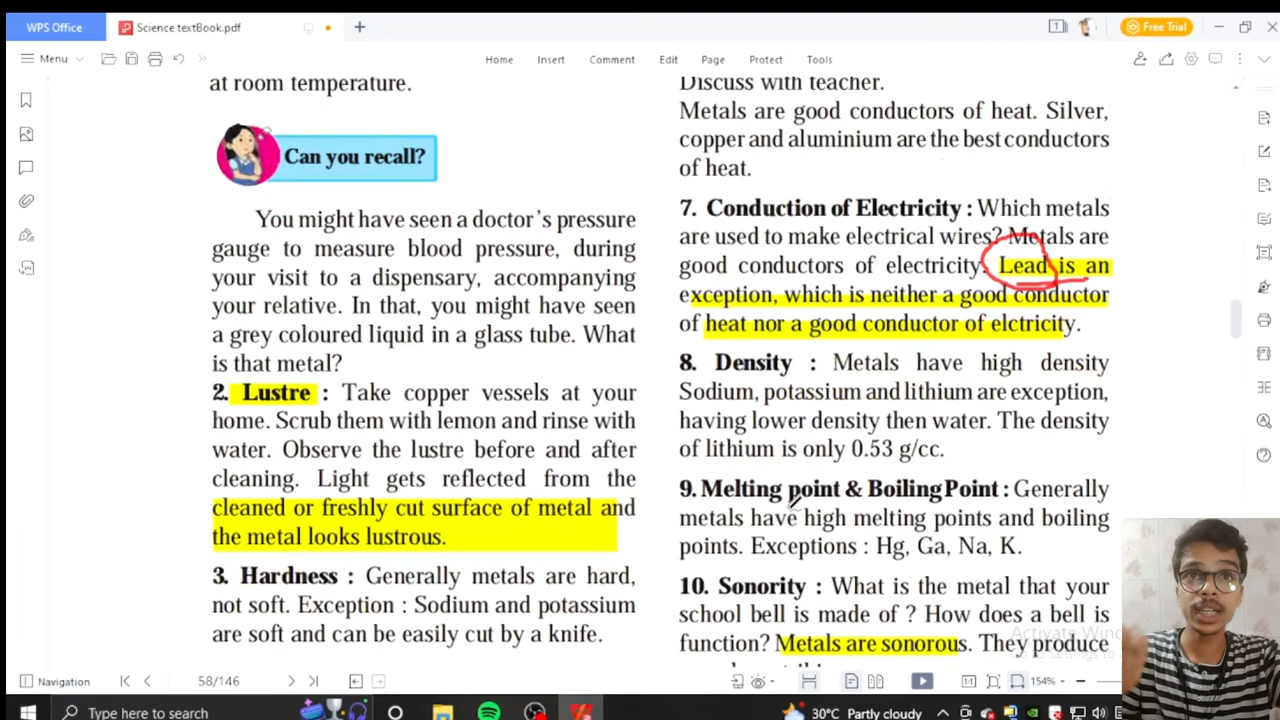 WPS Office
Science textBook.pdf
Free Trial
Menu
Home Insert Comment Edit Page Protect Tools
at room temperature.
Can you recall?
You might have seen a doctor's pressure
gauge to measure blood pressure, during
your visit to a dispensary, accompanying
your relative. In that, you might have seen
a grey coloured liquid in a glass tube. What
is that metal?
2. Lustre : Take copper vessels at your
home. Scrub them with lemon and rinse with
water. Observe the lustre before and after
cleaning. Light gets reflected from the
cleaned or freshly cut surface of metal and
the metal looks lustrous.
3. Hardness : Generally metals are hard,
not soft. Exception : Sodium and potassium
are soft and can be easily cut by a knife.
Discuss with teacher.
Metals are good conductors of heat. Silver,
copper and aluminium are the best conductors
of heat.
7. Conduction of Electricity : Which metals
are used to make electrical wires? Metals are
good conductors of electricity. Lead is an
exception, which is neither a good conductor
of heat nor a good conductor of elctricity.
8. Density : Metals have high density
Sodium, potassium and lithium are exception,
having lower density then water. The density
of lithium is only 0.53 g/cc.
9. Melting point & Boiling Point : Generally
metals have high melting points and boiling
points. Exceptions : Hg, Ga, Na, K.
10. Sonority : What is the metal that your
school bell is made of ? How does a bell is
function? Metals are sonorous. They produce
Activate Win
Navigation
58/146
154%
Type here to search
30°C Partly cloudy